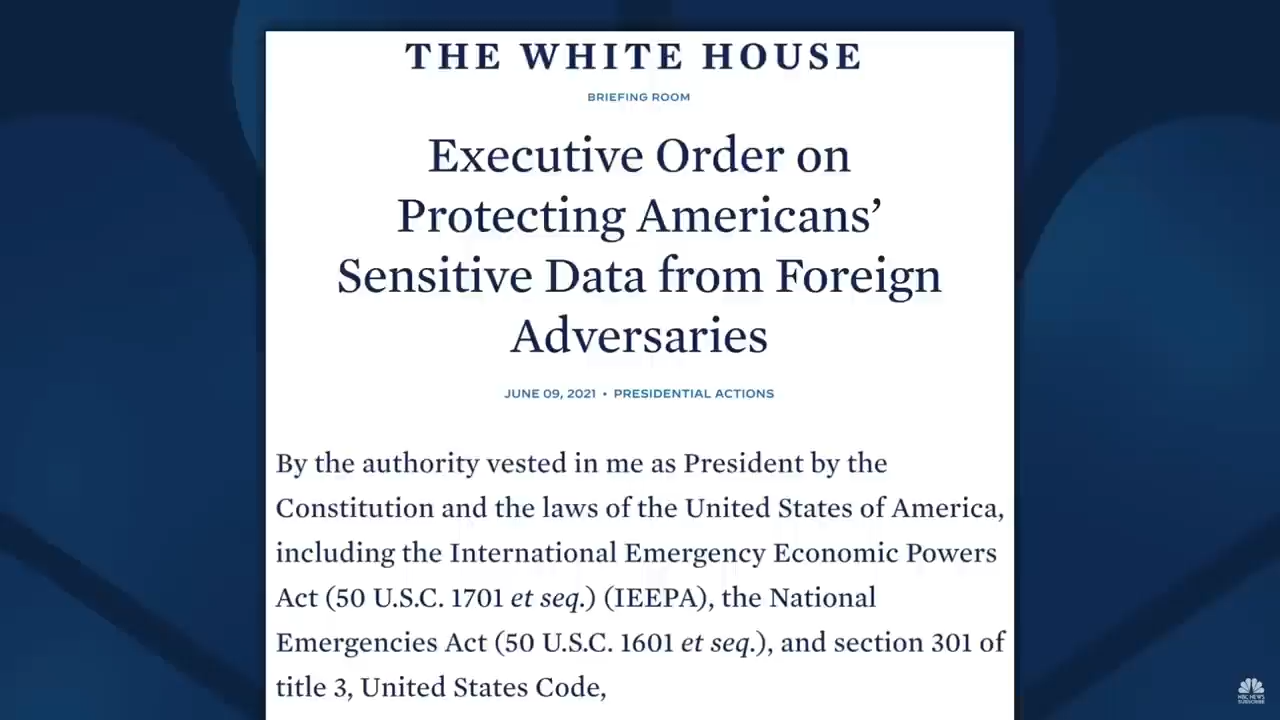 THE WHITE HOUSE
BRIEFING ROOM
Executive Order on
Protecting Americans’
Sensitive Data from Foreign
Adversaries
JUNE 09, 2021 • PRESIDENTIAL ACTIONS
By the authority vested in me as President by the
Constitution and the laws of the United States of America,
including the International Emergency Economic Powers
Act (50 U.S.C. 1701 et seq.) (IEEPA), the National
Emergencies Act (50 U.S.C. 1601 et seq.), and section 301 of
title 3, United States Code,
NBC NEWS
SUBSCRIBE